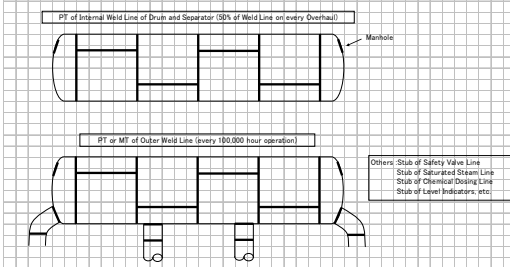 PT of Internal Weld Line of Drum and Separator (50% of Weld Line on every Overhaul)
Manhole
PT or MT of Outer Weld Line (every 100,000 hour operation)
Others :Stub of Safety Valve Line
Stub of Saturated Steam Line
Stub of Chemical Dosing Line
Stub of Level Indicators, etc.